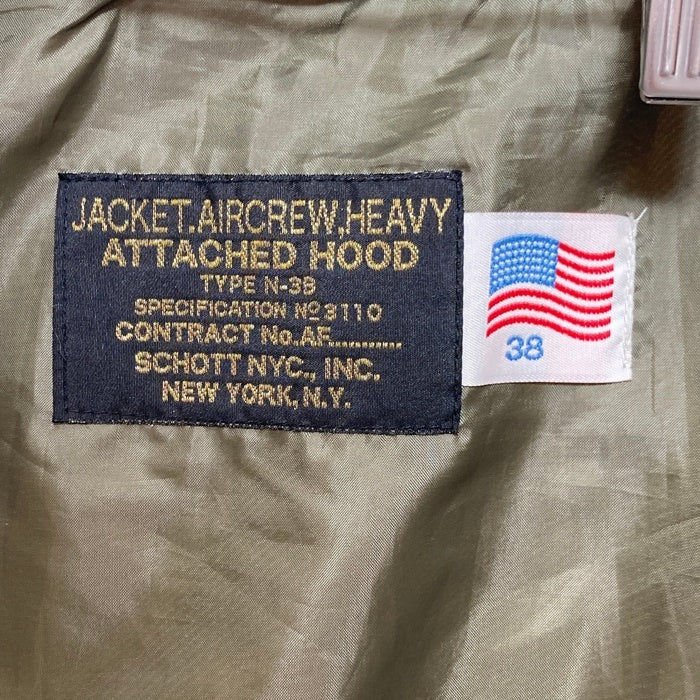 JACKET.AIRCREW.HEAVY
ATTACHED HOOD
TYPE N-3B
SPECIFICATION Nº3110
CONTRACT No.AF...........
SCHOTT NYC., INC.
NEW YORK, N.Y.
38